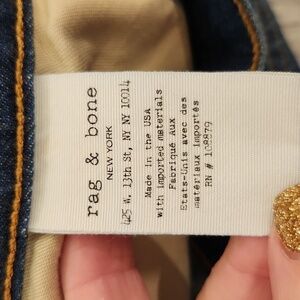 rag & bone
NEW YORK
425 W. 13th St, NY NY 10014
Made in the USA
with imported materials
Fabriqué Aux
Etats-Unis avec des
matériaux importés
RN # 108879